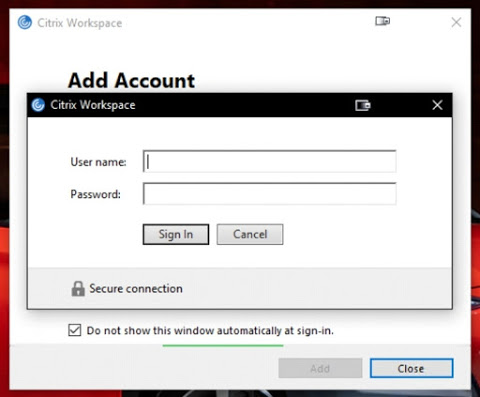 Citrix Workspace
Add Account
Citrix Workspace
User name:
Password:
Sign In Cancel
Secure connection
Do not show this window automatically at sign-in.
Add Close